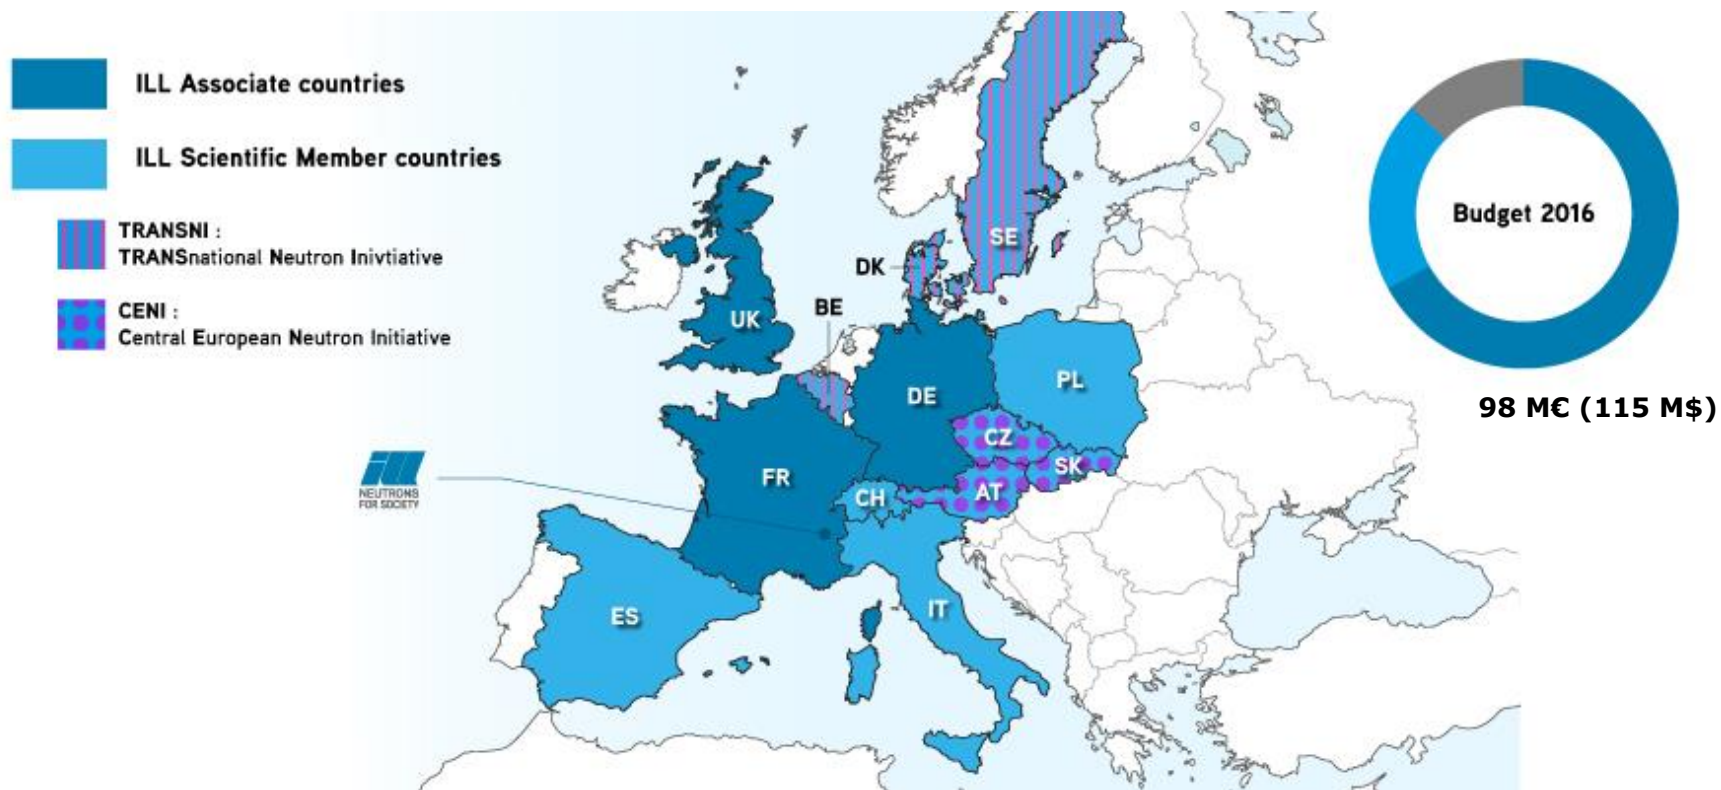 ILL Associate countries
ILL Scientific Member countries
TRANSNI :
TRANSnational Neutron Inivtiative
CENI :
Central European Neutron Initiative
SE
DK
BE
UK
DE
PL
CZ
SK
FR
CH
AT
ES
IT
ill
NEUTRONS
FOR SOCIETY
Budget 2016
98 M€ (115 M$)